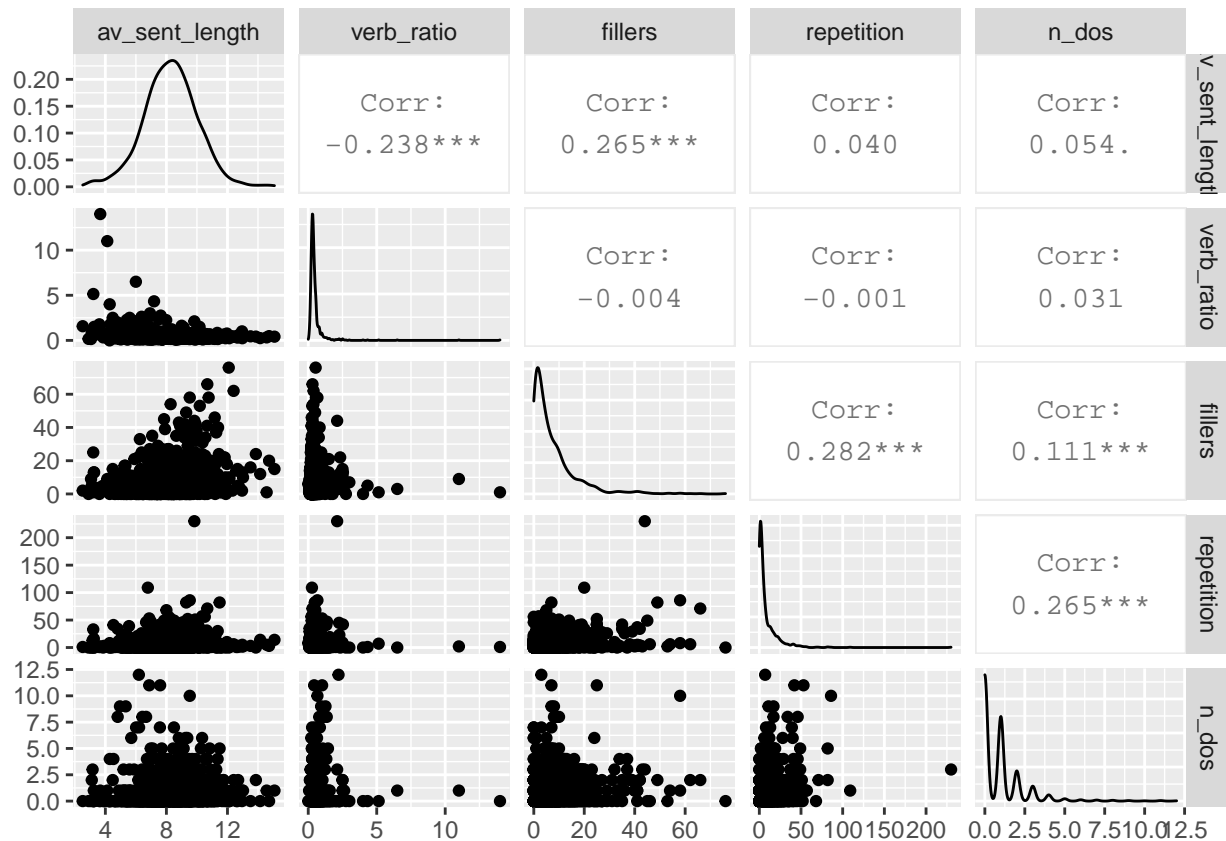 av_sent_length verb_ratio fillers repetition n_dos
0.20
0.15
0.10
0.05
0.00
Corr:
-0.238***
Corr:
0.265***
Corr:
0.040
Corr:
0.054.
v_sent_lengt
10
5
0
Corr:
-0.004
Corr:
-0.001
Corr:
0.031
verb_ratio
60
40
20
0
Corr:
0.282***
Corr:
0.111***
fillers
200
150
100
50
0
Corr:
0.265***
repetition
12.5
10.0
7.5
5.0
2.5
0.0
n_dos
4 8 12 0 5 10 0 20 40 60 0 50 100 150 200 0.0 2.5 5.0 7.5 10.0 12.5